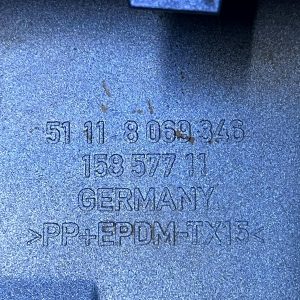 51 11 8 069 346
158 577 11
GERMANY
>PP+EPDM-TX15<